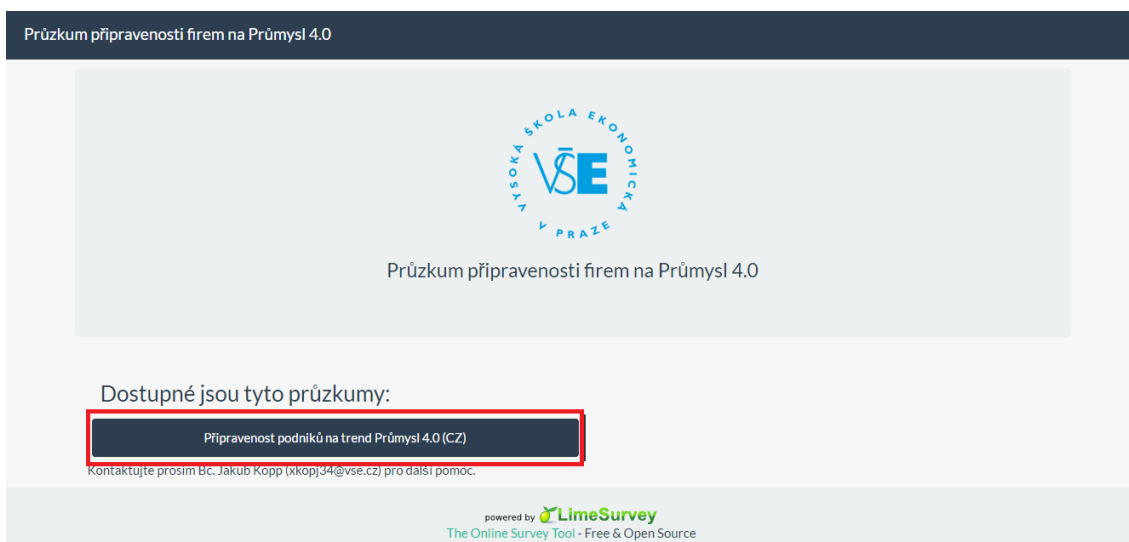 Průzkum připravenosti firem na Průmysl 4.0
VYSOKÁ ŠKOLA EKONOMICKÁ
VŠE
V PRAZE
Průzkum připravenosti firem na Průmysl 4.0
Dostupné jsou tyto průzkumy:
Připravenost podniků na trend Průmysl 4.0 (CZ)
Kontaktujte prosím Bc. Jakub Kopp (xkopj34@vse.cz) pro další pomoc.
powered by LimeSurvey
The Online Survey Tool - Free & Open Source